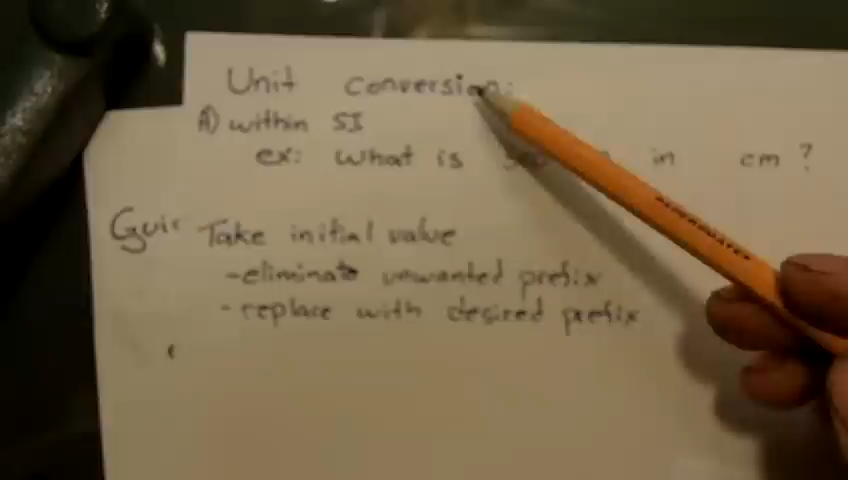 Unit conversion:
A) within SI
ex: what is in cm ?
Take initial value
-eliminate unwanted prefix
-replace with desired prefix